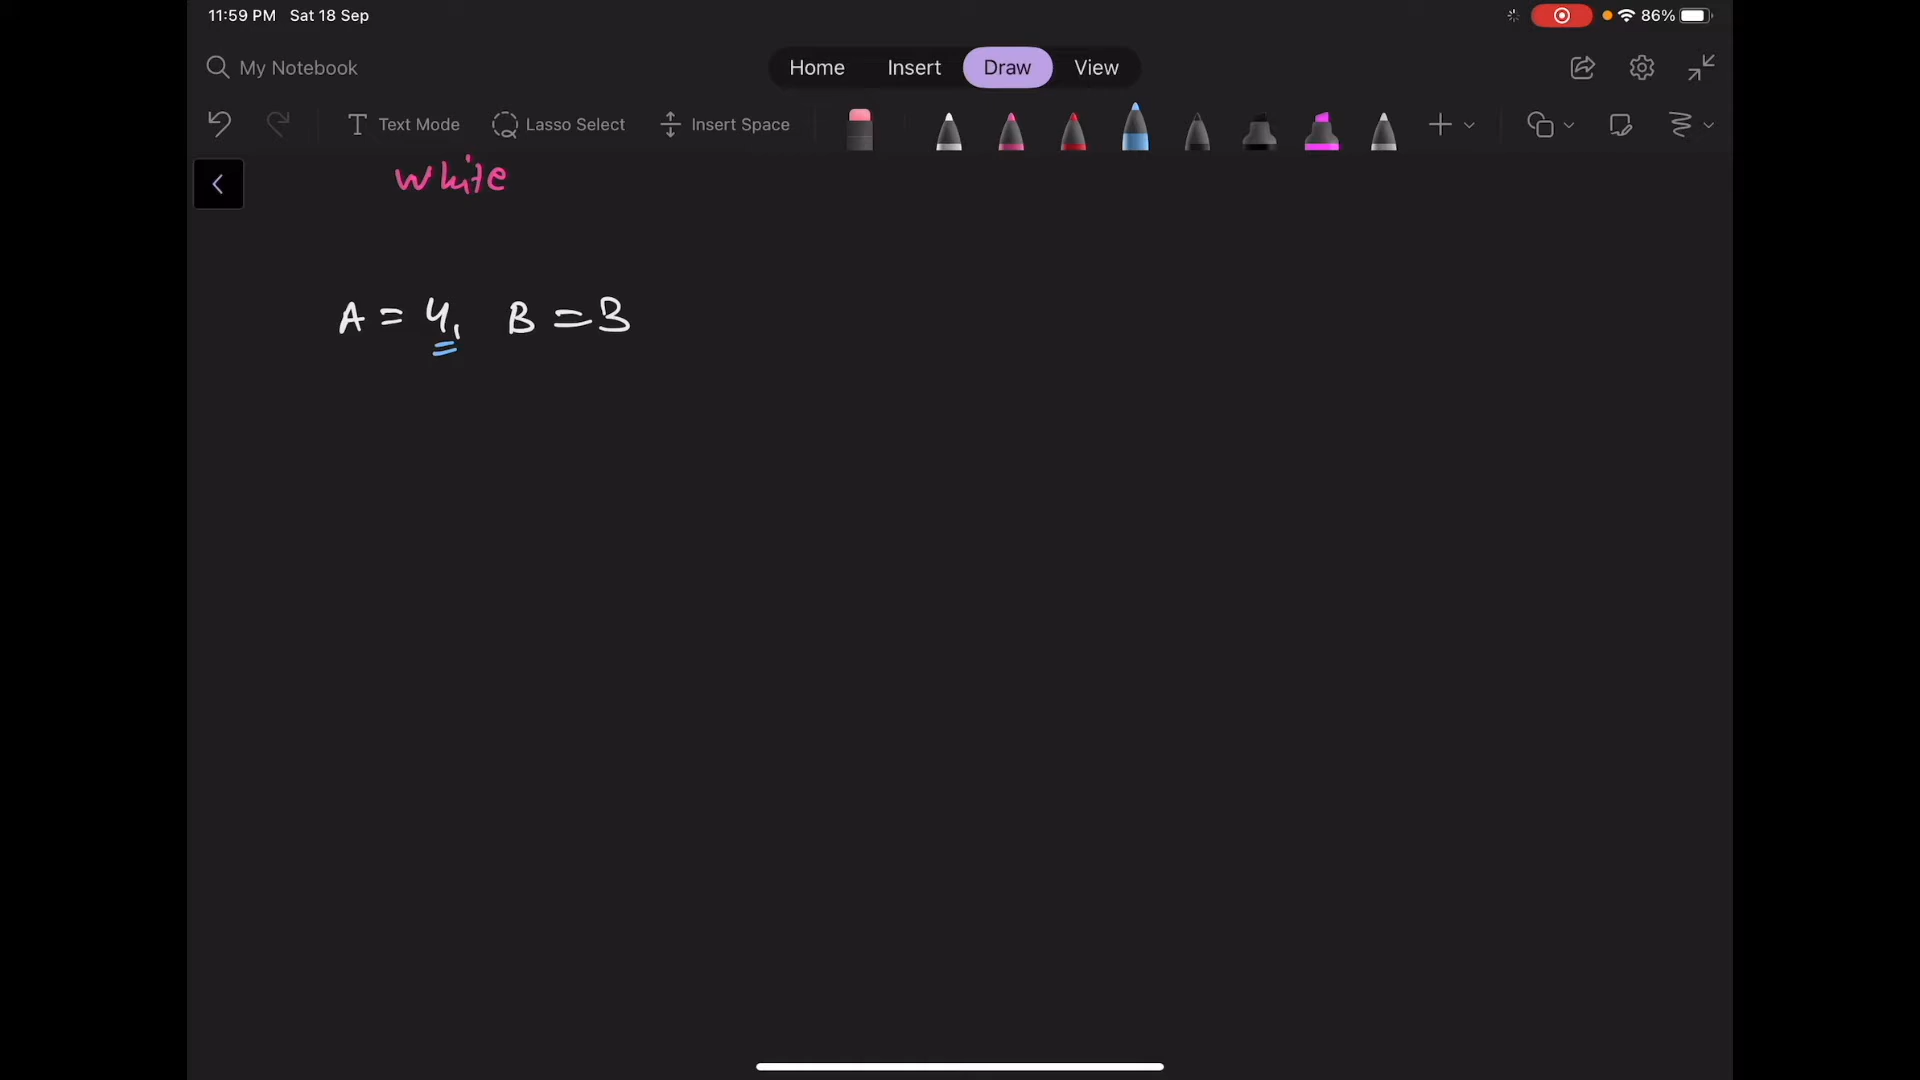 11:59 PM Sat 18 Sep 86%
My Notebook Home Insert Draw View
Text Mode Lasso Select Insert Space
white
A = 4, B = 3